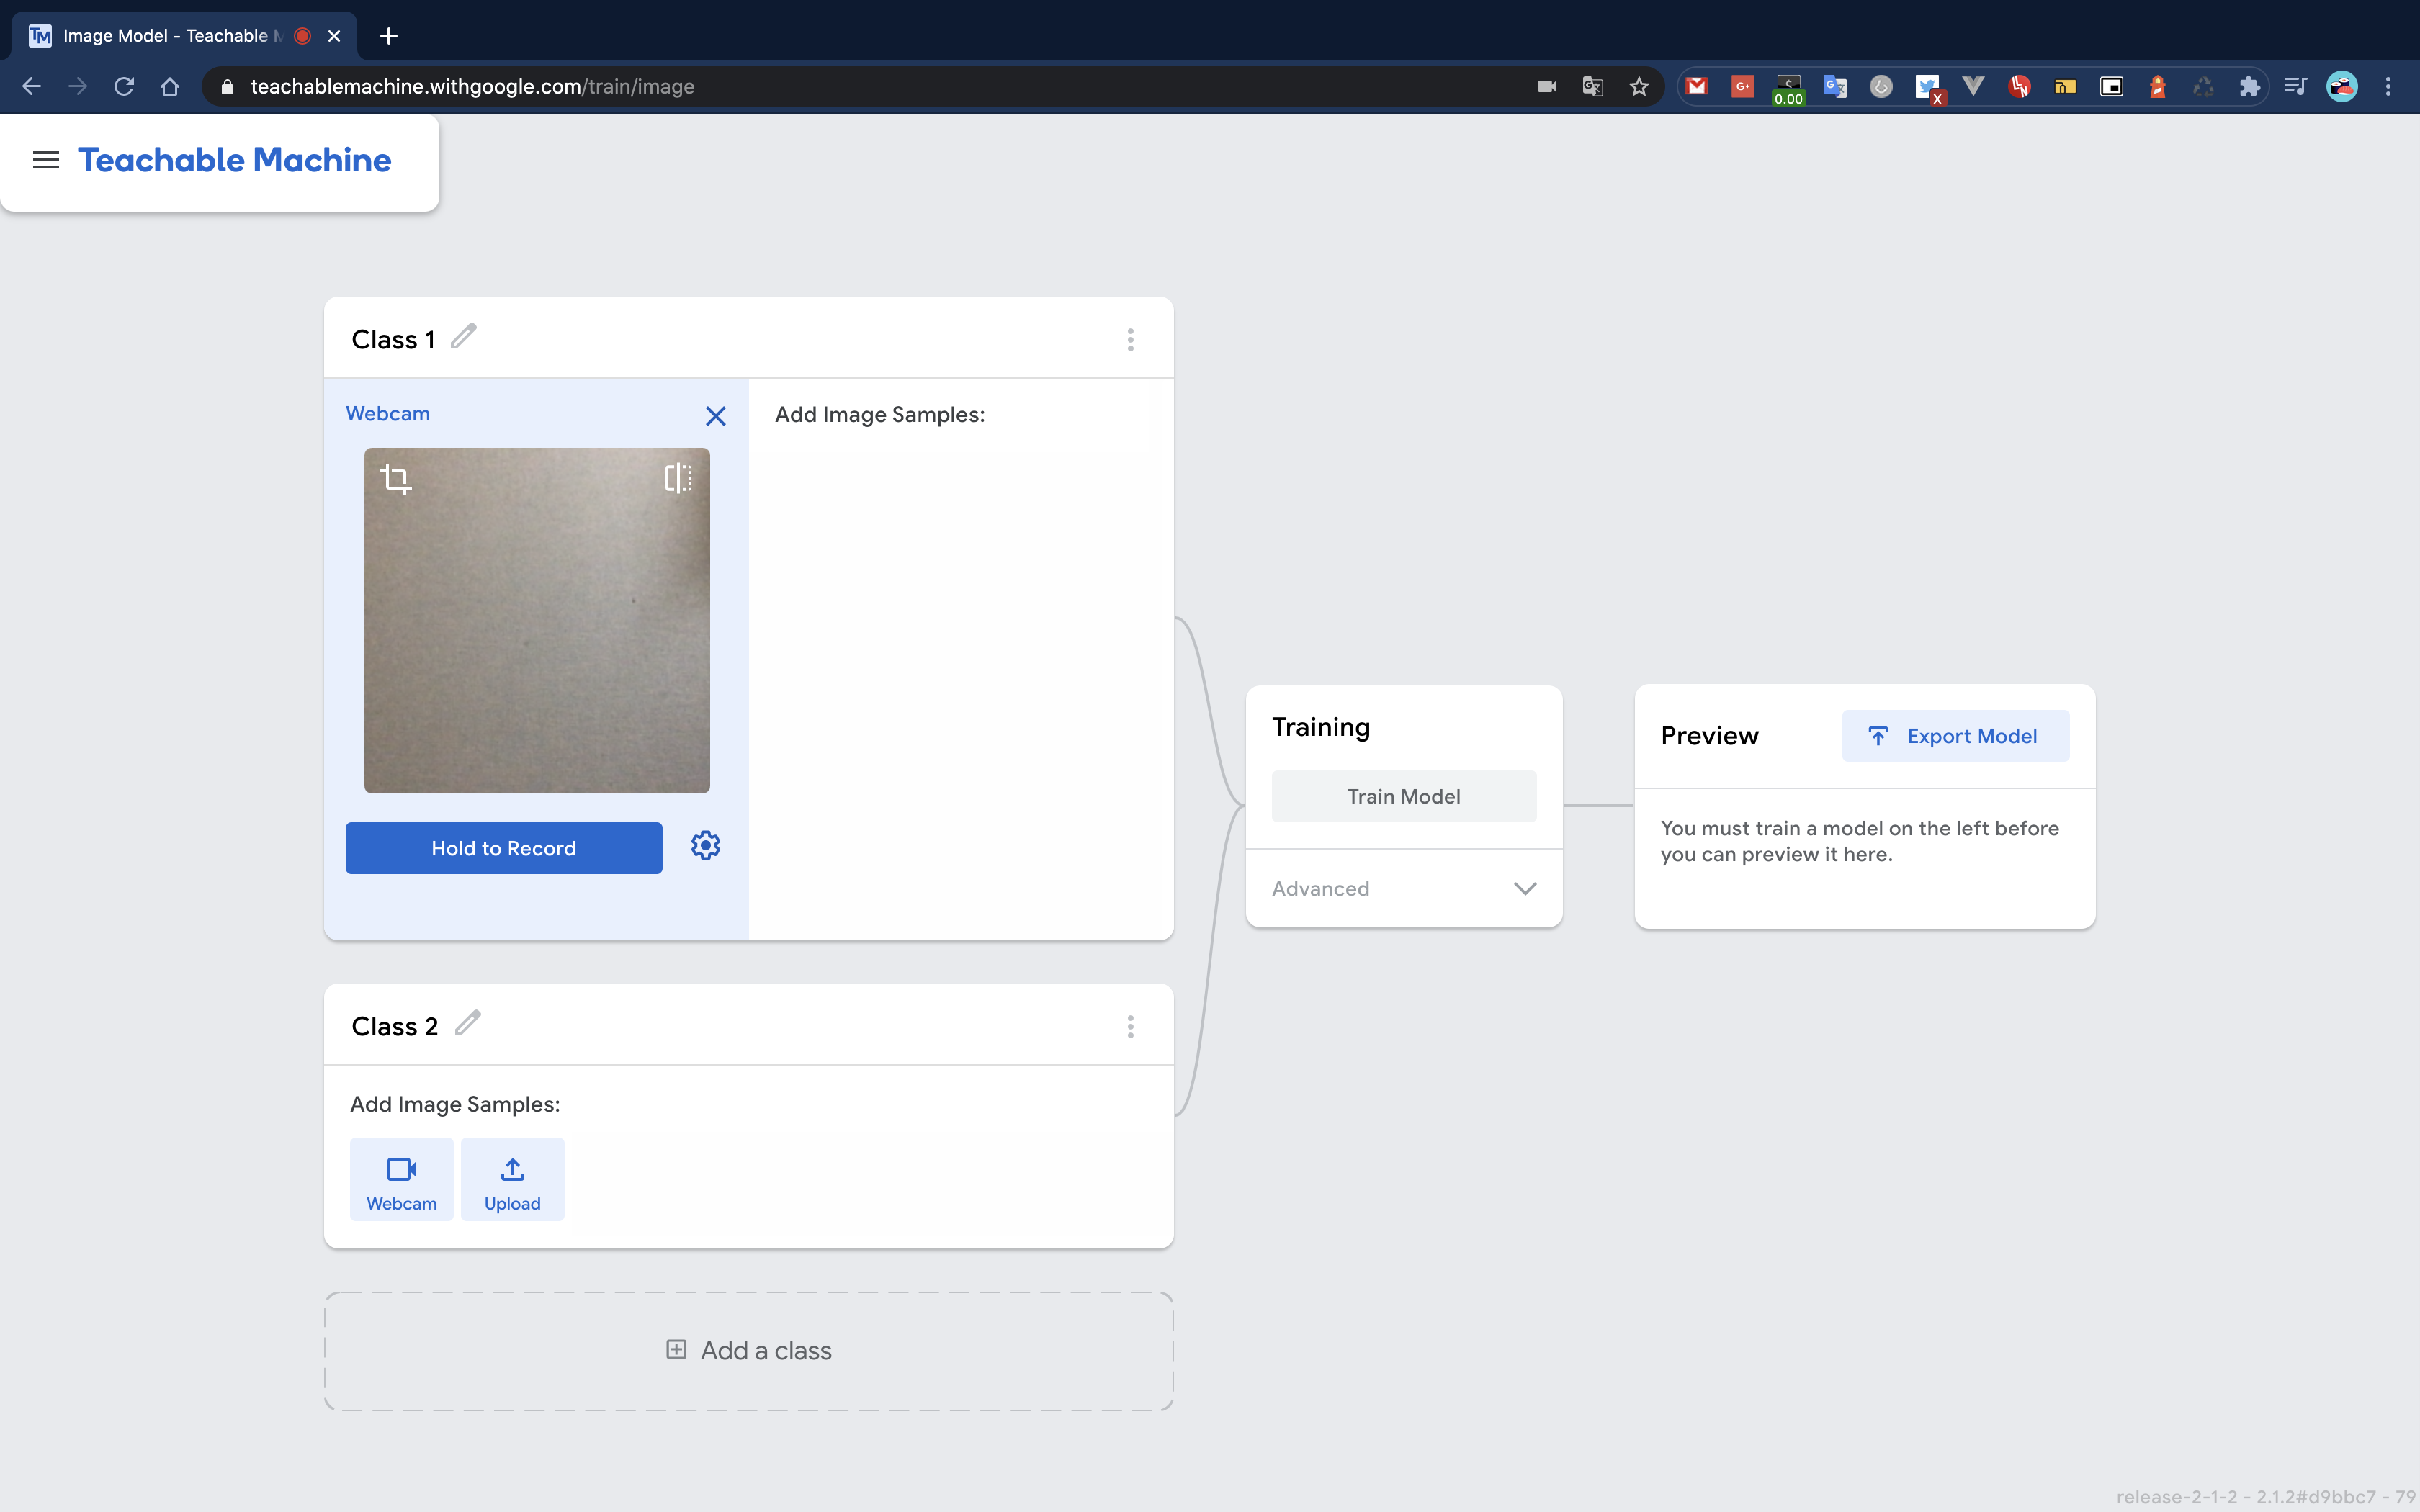 Image Model - Teachable
teachablemachine.withgoogle.com/train/image
0.00
Teachable Machine
Class 1
Webcam
Add Image Samples:
Hold to Record
Training
Train Model
Advanced
Preview
Export Model
You must train a model on the left before
you can preview it here.
Class 2
Add Image Samples:
Webcam
Upload
Add a class
release-2-1-2 - 2.1.2#d9bbc7 - 79